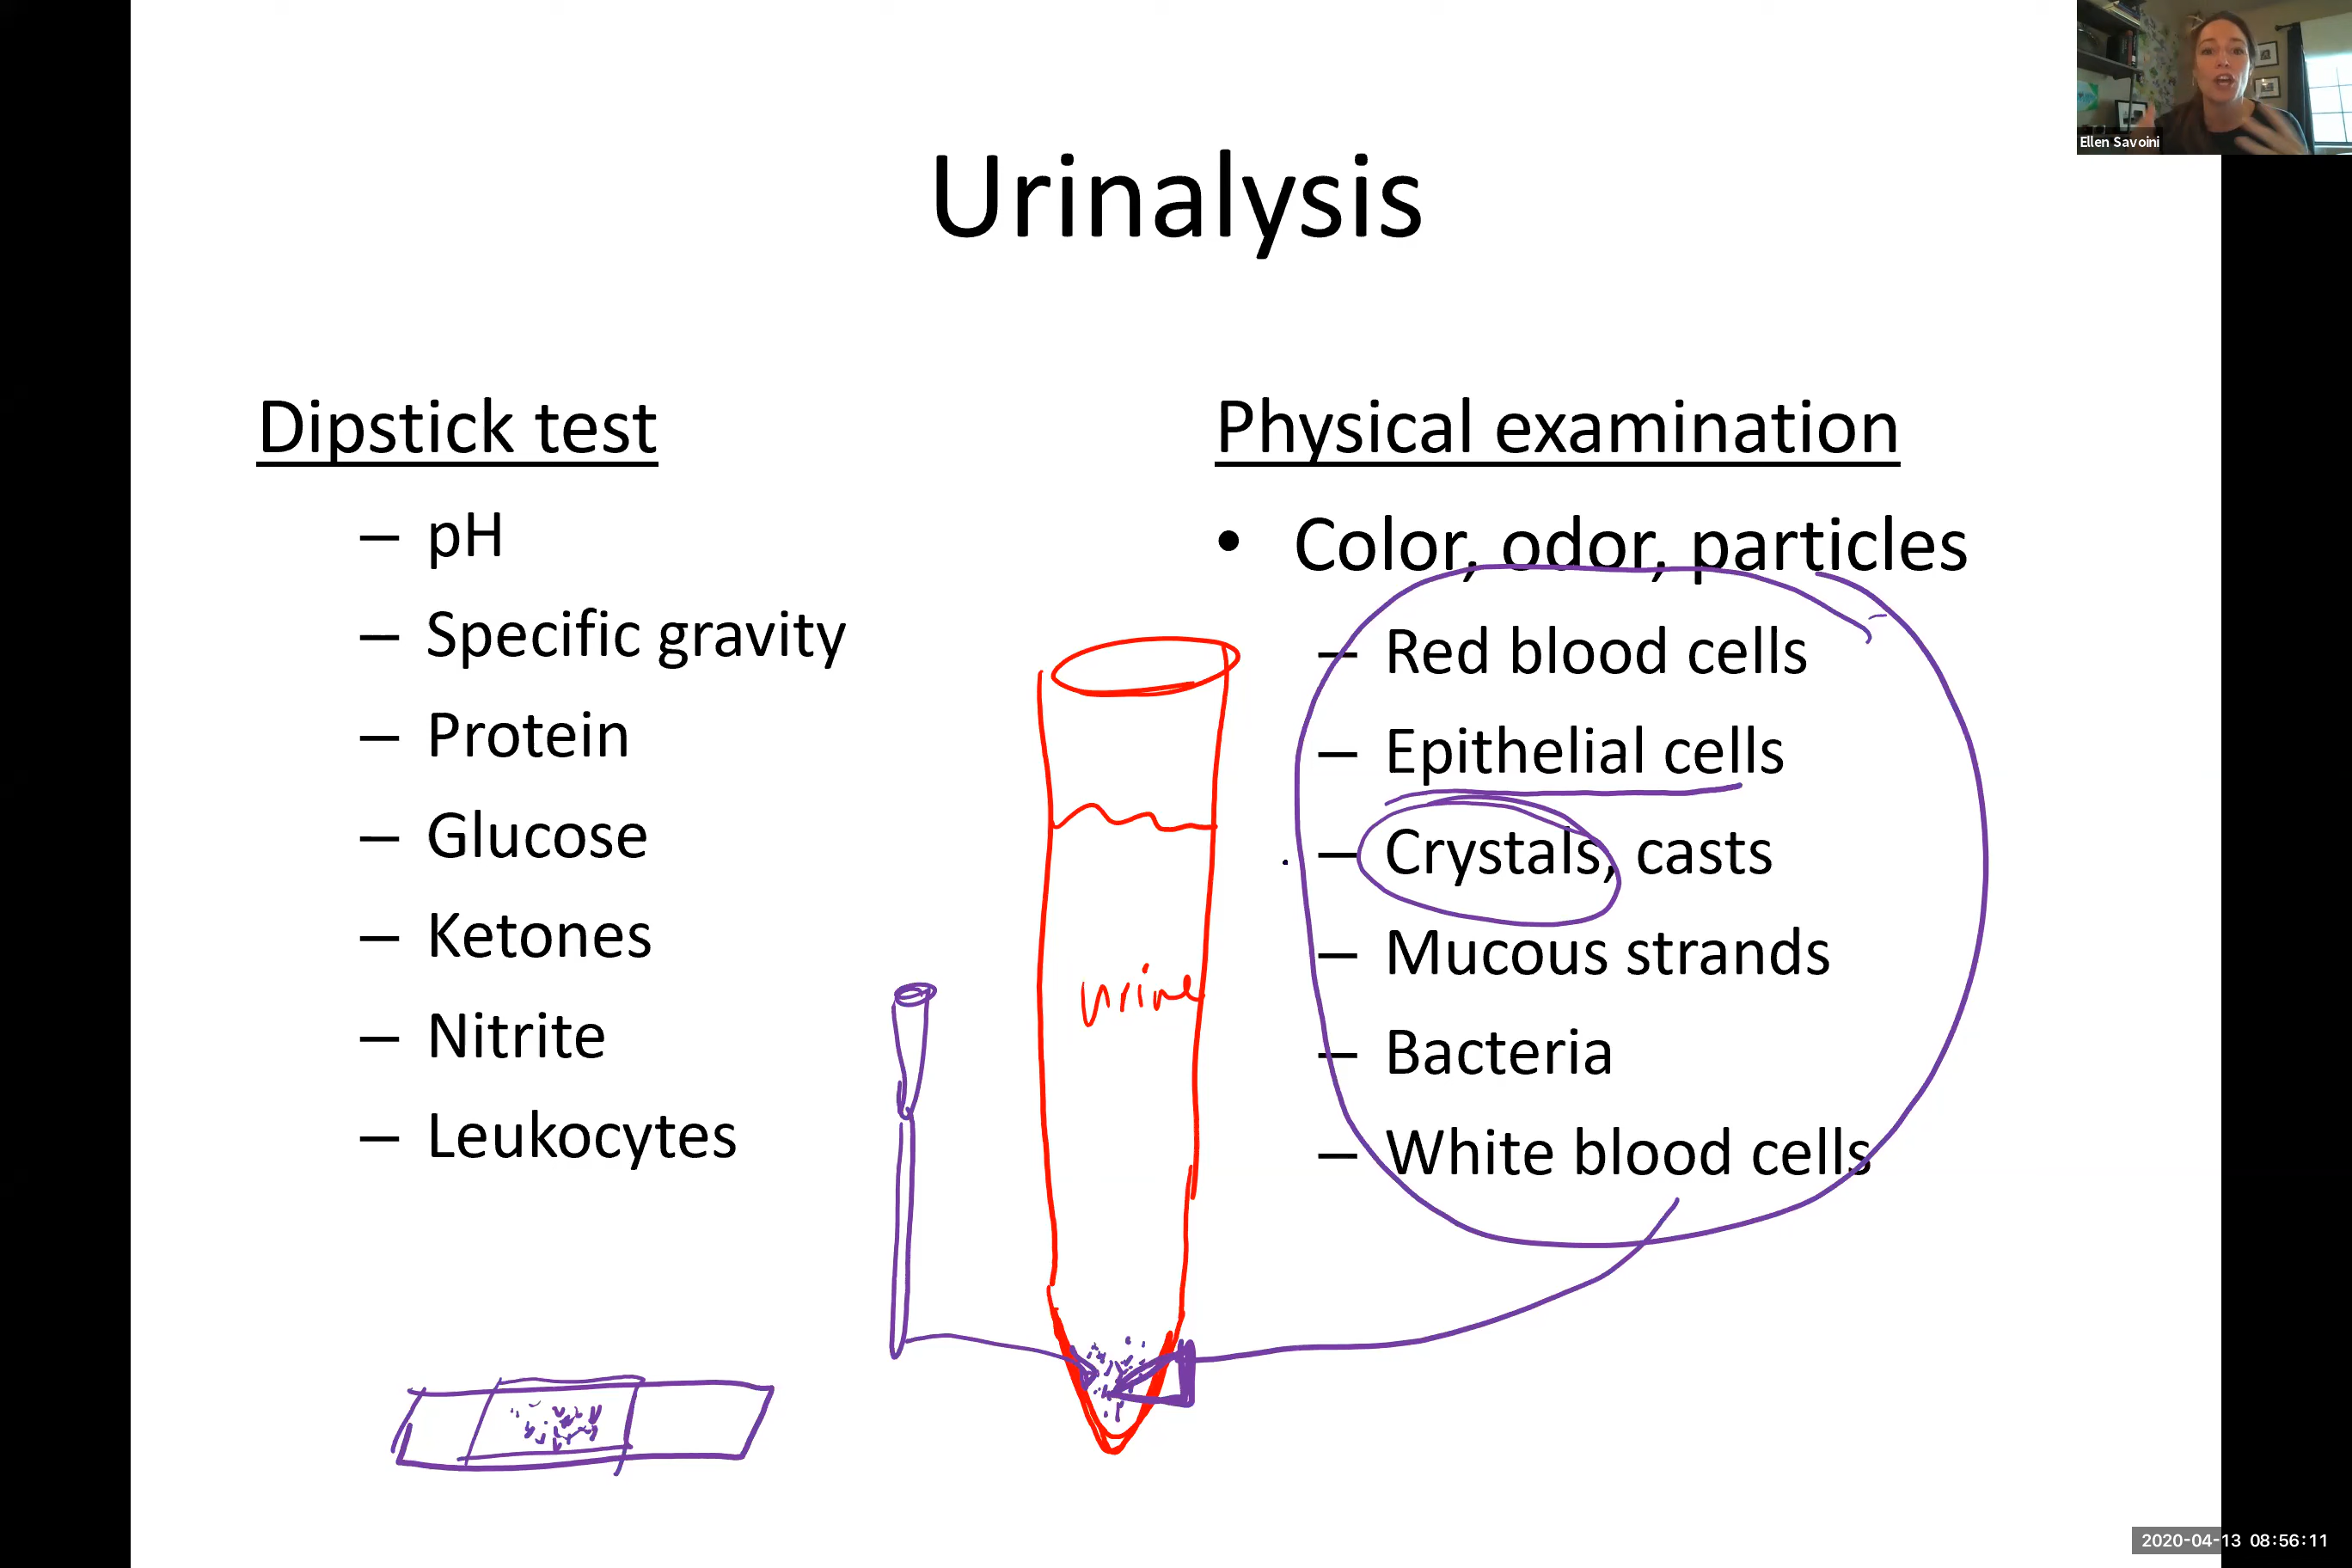 Ellen Savoini
Urinalysis
Dipstick test
– pH
– Specific gravity
– Protein
– Glucose
– Ketones
– Nitrite
– Leukocytes
Physical examination
• Color, odor, particles
– Red blood cells
– Epithelial cells
– Crystals, casts
– Mucous strands
– Bacteria
– White blood cells
urine
2020-04-13 08:56:11